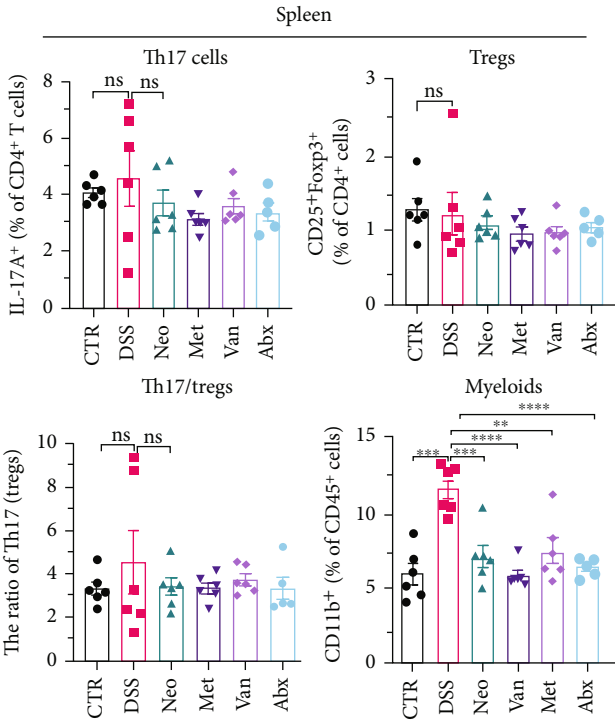 Spleen
Th17 cells
IL-17A⁺ (% of CD4⁺ T cells)
8
6
4
2
0
ns
ns
CTR
DSS
Neo
Met
Van
Abx
Tregs
CD25⁺Foxp3⁺
(% of CD4⁺ cells)
3
2
1
0
ns
CTR
DSS
Neo
Met
Van
Abx
Th17/tregs
The ratio of Th17 (tregs)
10
8
6
4
2
0
ns
ns
CTR
DSS
Neo
Met
Van
Abx
Myeloids
CD11b⁺ (% of CD45⁺ cells)
15
10
5
0
****
**
****
***
***
CTR
DSS
Neo
Van
Met
Abx